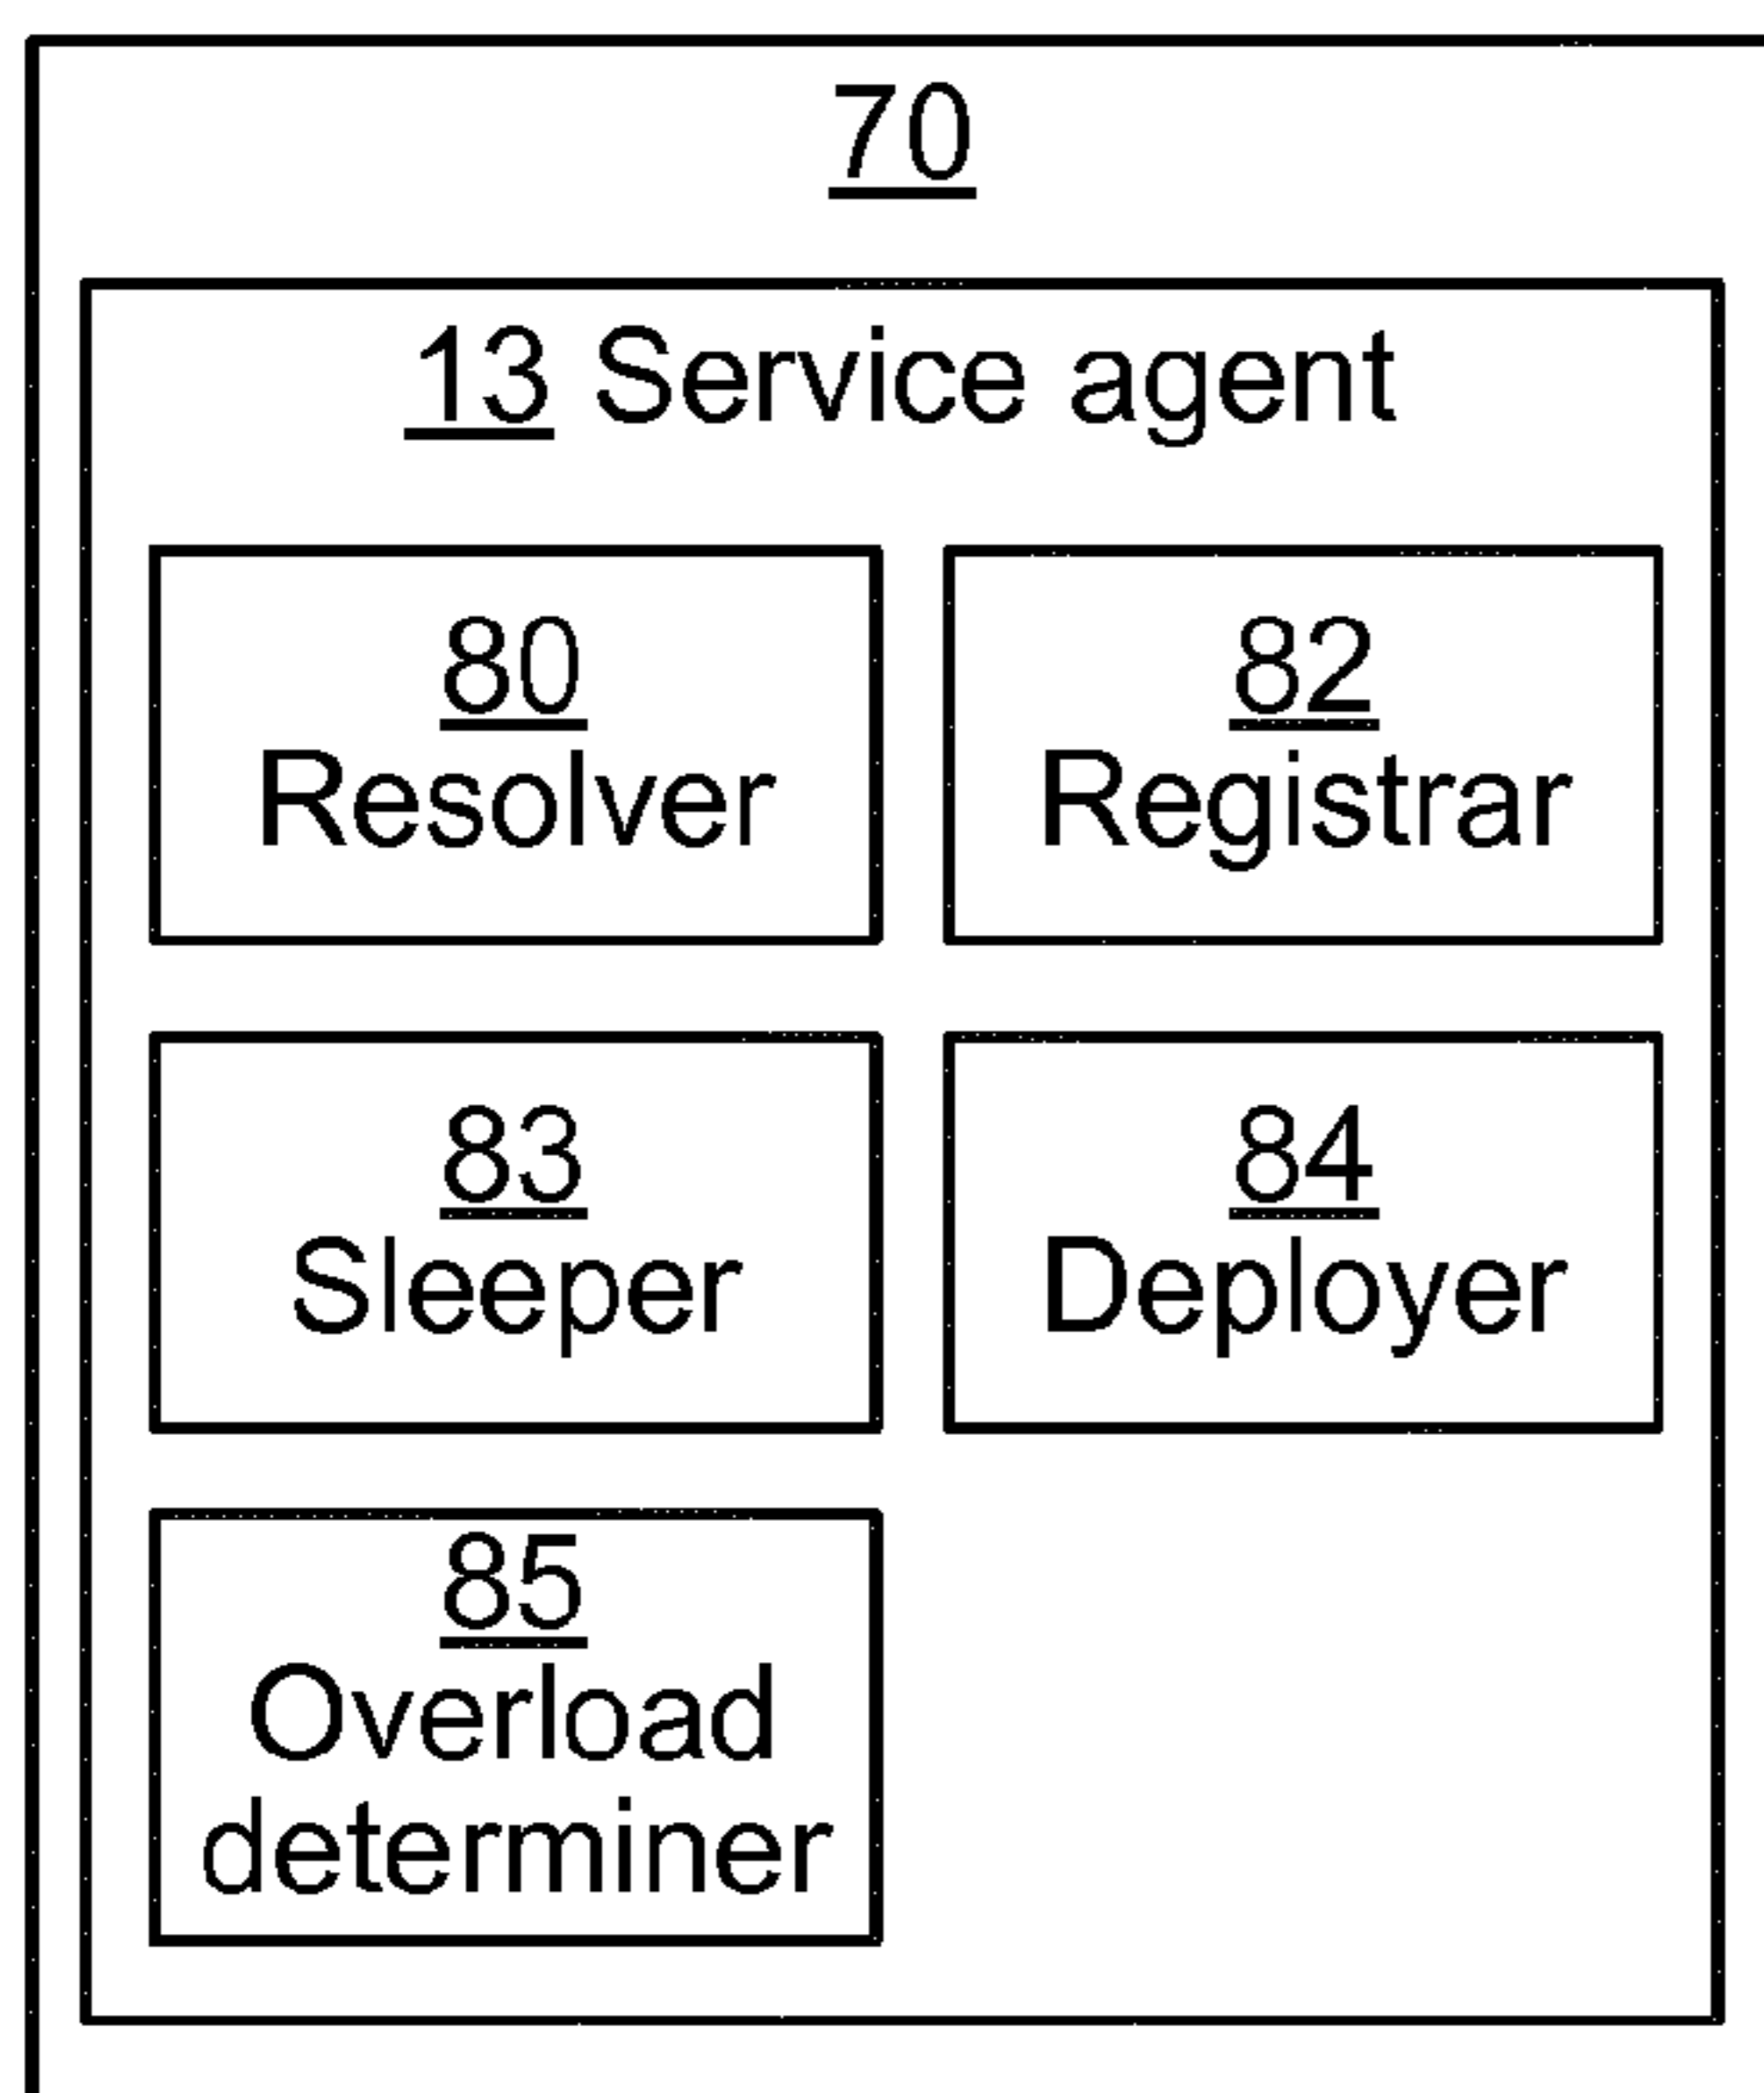 70
13 Service agent
80
Resolver
82
Registrar
83
Sleeper
84
Deployer
85
Overload
determiner